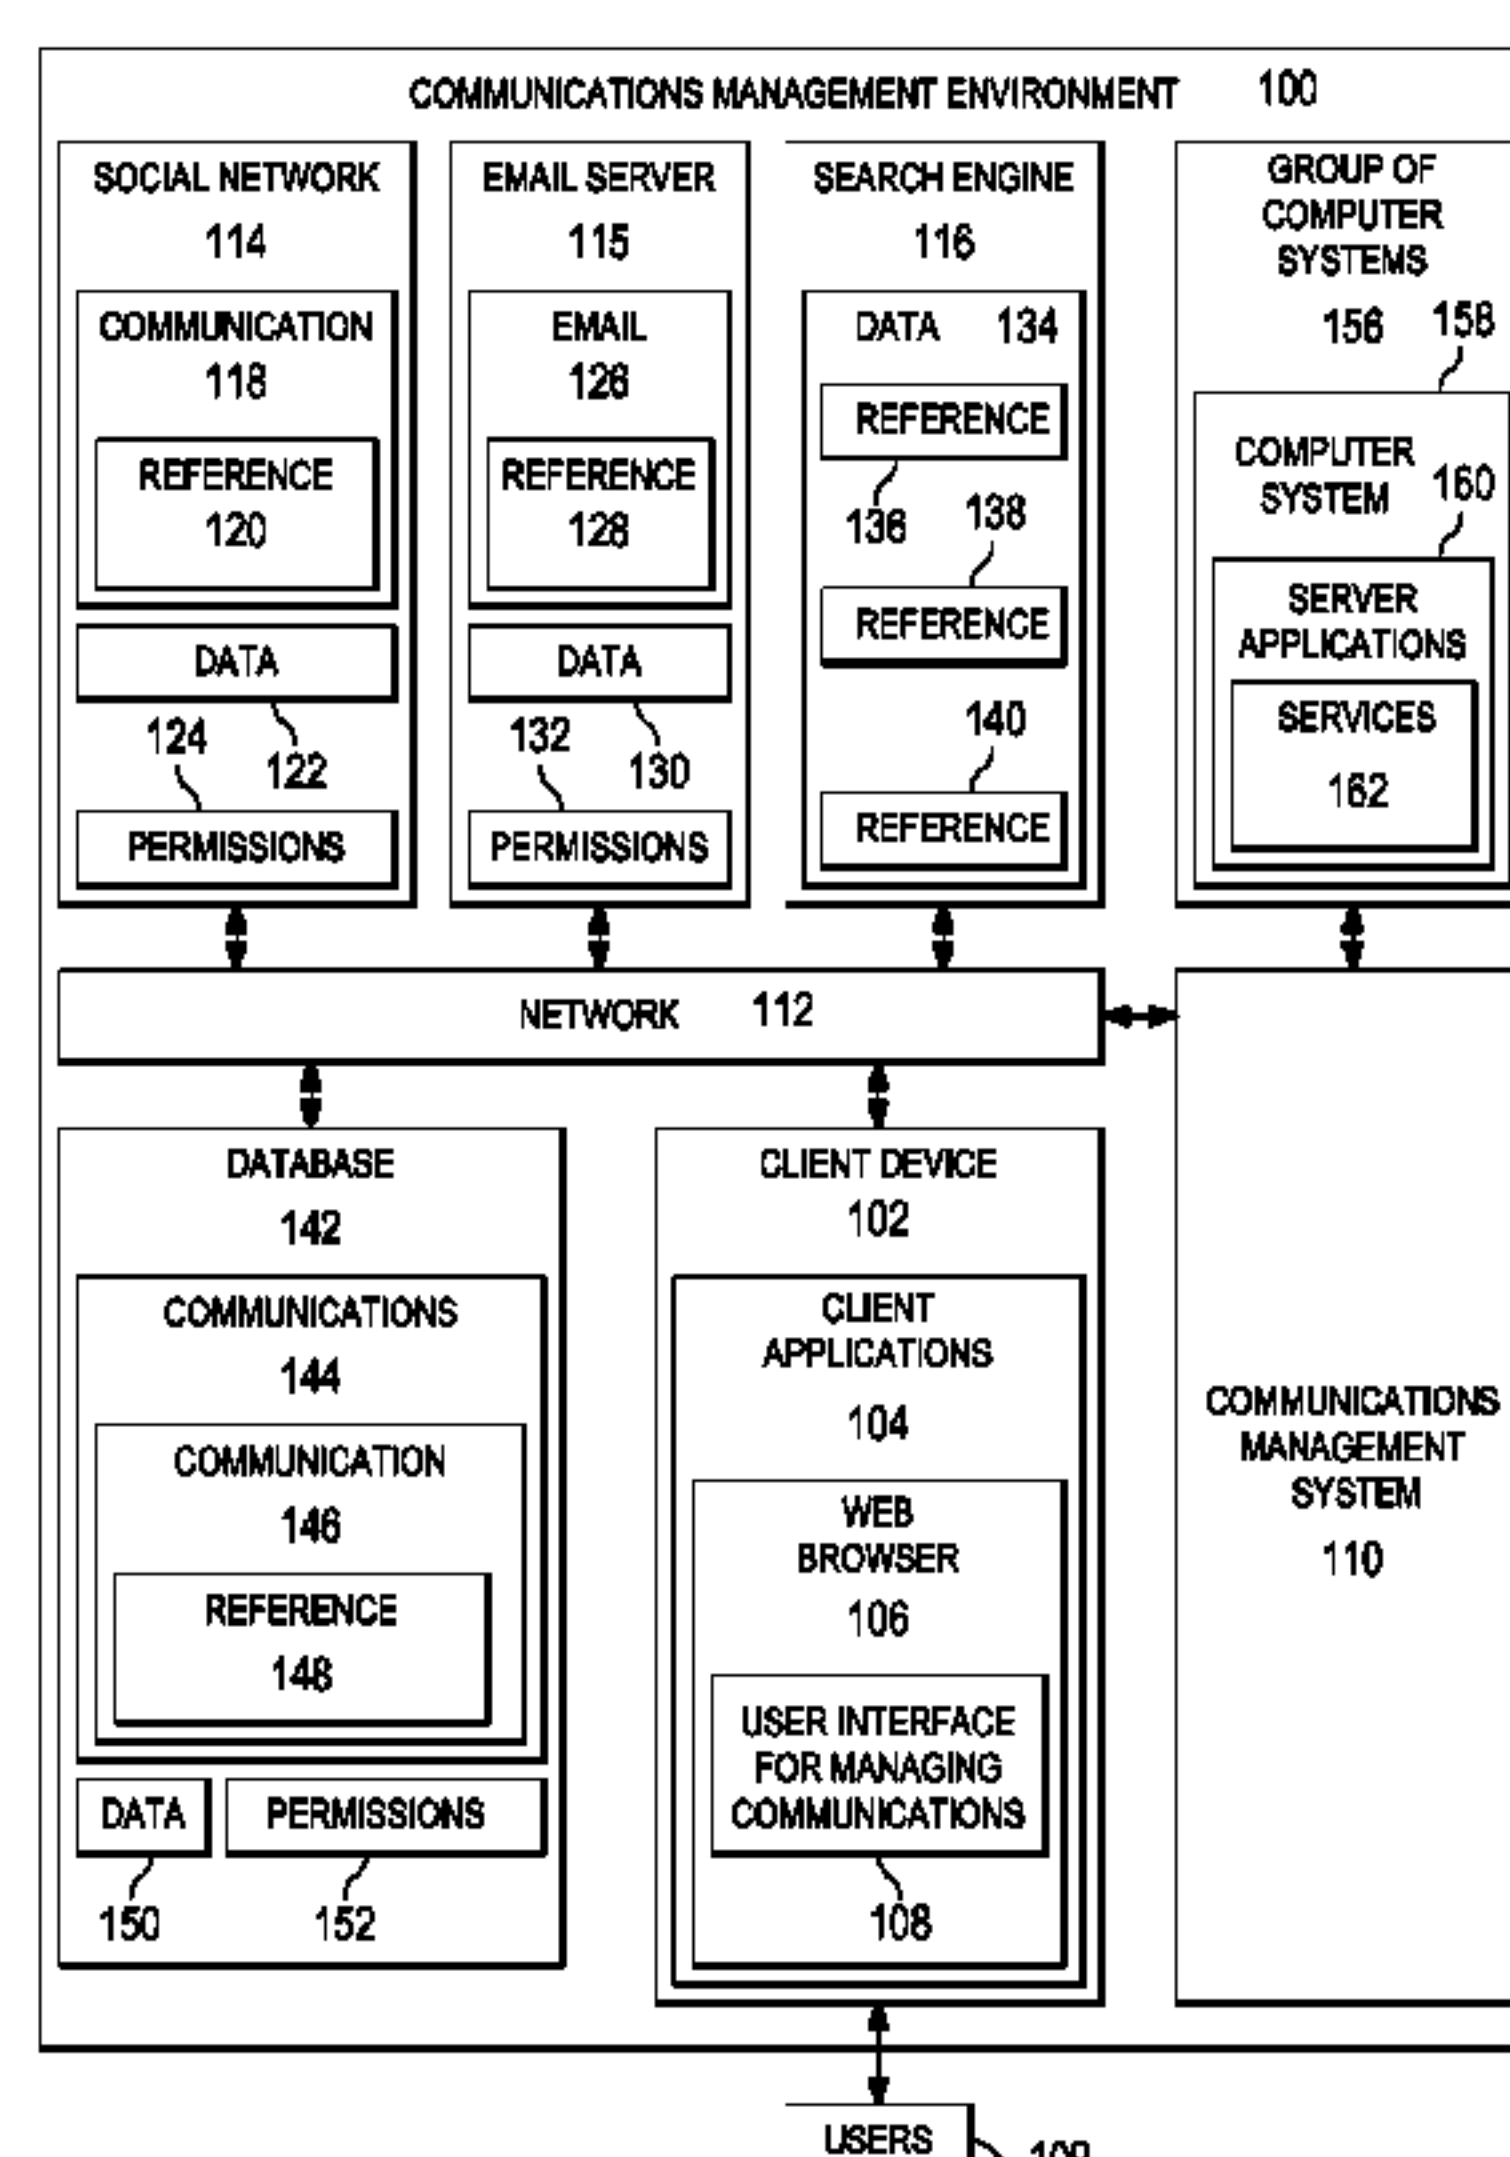 COMMUNICATIONS MANAGEMENT ENVIRONMENT 100
SOCIAL NETWORK
114
COMMUNICATION
118
REFERENCE
120
DATA
124
122
PERMISSIONS
EMAIL SERVER
115
EMAIL
126
REFERENCE
128
DATA
132
130
PERMISSIONS
SEARCH ENGINE
116
DATA 134
REFERENCE
136
138
REFERENCE
140
REFERENCE
GROUP OF
COMPUTER
SYSTEMS
156
158
COMPUTER
SYSTEM
160
SERVER
APPLICATIONS
SERVICES
162
NETWORK 112
DATABASE
142
COMMUNICATIONS
144
COMMUNICATION
146
REFERENCE
148
DATA
PERMISSIONS
150
152
CLIENT DEVICE
102
CLIENT
APPLICATIONS
104
WEB
BROWSER
106
USER INTERFACE
FOR MANAGING
COMMUNICATIONS
108
COMMUNICATIONS
MANAGEMENT
SYSTEM
110
USERS